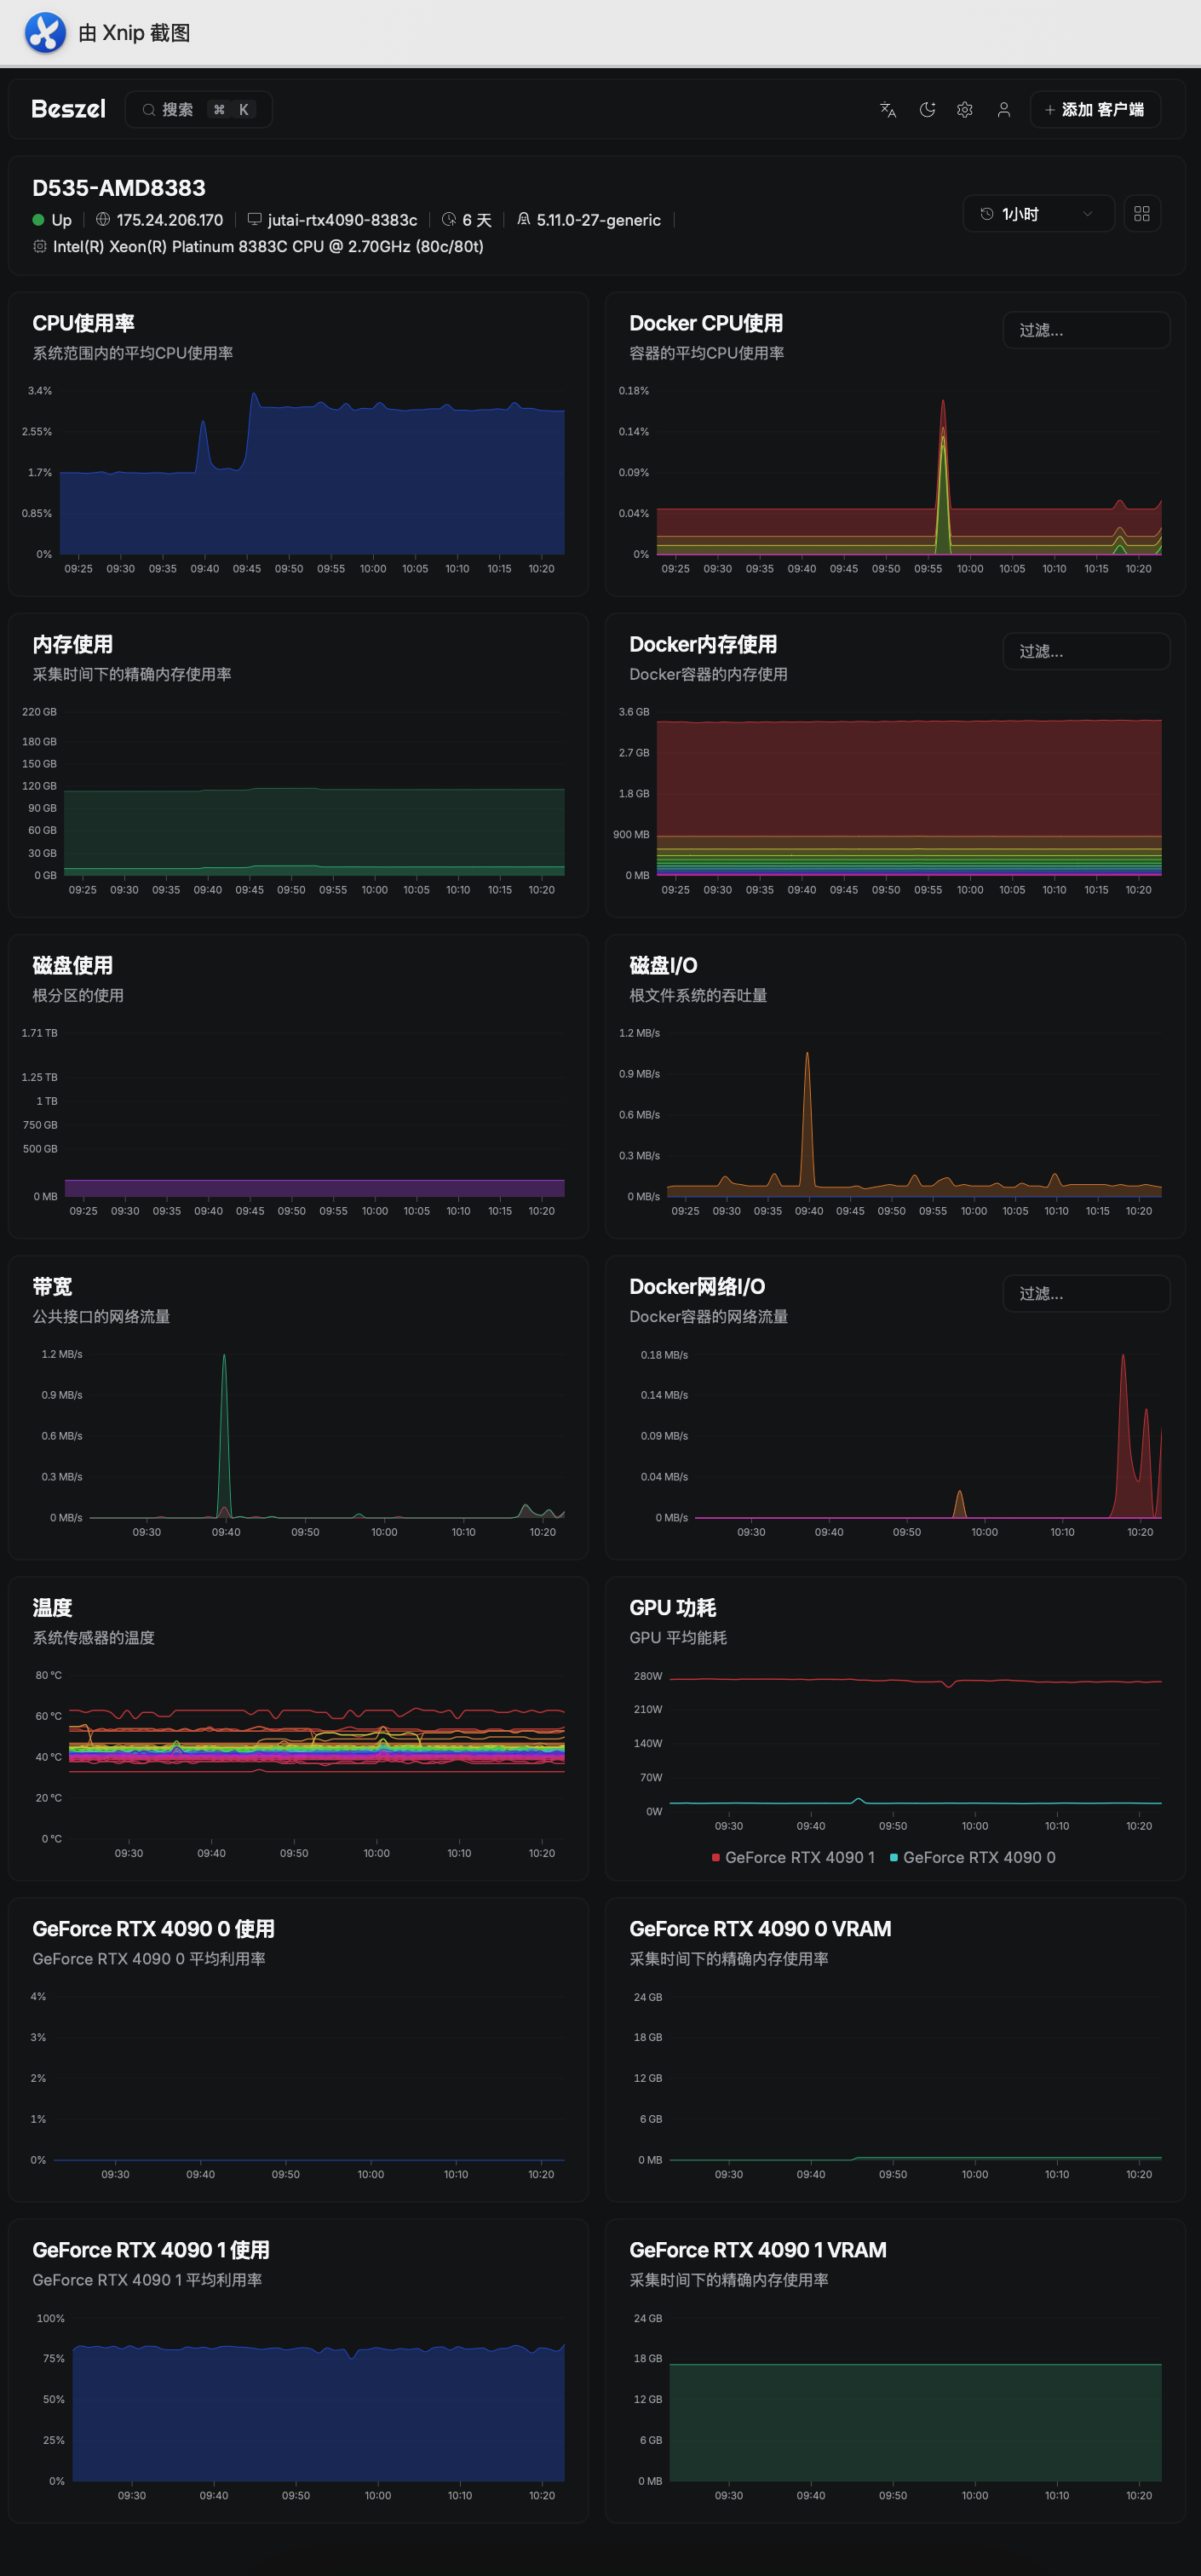 由 Xnip 截图
Beszel
搜索 ⌘ K
添加 客户端
D535-AMD8383
Up 175.24.206.170 jutai-rtx4090-8383c 6 天 5.11.0-27-generic
Intel(R) Xeon(R) Platinum 8383C CPU @ 2.70GHz (80c/80t)
1小时
CPU使用率
系统范围内的平均CPU使用率
3.4%
2.55%
1.7%
0.85%
0%
09:25 09:30 09:35 09:40 09:45 09:50 09:55 10:00 10:05 10:10 10:15 10:20
Docker CPU使用
容器的平均CPU使用率
过滤...
0.18%
0.14%
0.09%
0.04%
0%
09:25 09:30 09:35 09:40 09:45 09:50 09:55 10:00 10:05 10:10 10:15 10:20
内存使用
采集时间下的精确内存使用率
220 GB
180 GB
150 GB
120 GB
90 GB
60 GB
30 GB
0 GB
09:25 09:30 09:35 09:40 09:45 09:50 09:55 10:00 10:05 10:10 10:15 10:20
Docker内存使用
Docker容器的内存使用
过滤...
3.6 GB
2.7 GB
1.8 GB
900 MB
0 MB
09:25 09:30 09:35 09:40 09:45 09:50 09:55 10:00 10:05 10:10 10:15 10:20
磁盘使用
根分区的使用
1.71 TB
1.25 TB
1 TB
750 GB
500 GB
0 MB
09:25 09:30 09:35 09:40 09:45 09:50 09:55 10:00 10:05 10:10 10:15 10:20
磁盘I/O
根文件系统的吞吐量
1.2 MB/s
0.9 MB/s
0.6 MB/s
0.3 MB/s
0 MB/s
09:25 09:30 09:35 09:40 09:45 09:50 09:55 10:00 10:05 10:10 10:15 10:20
带宽
公共接口的网络流量
1.2 MB/s
0.9 MB/s
0.6 MB/s
0.3 MB/s
0 MB/s
09:30 09:40 09:50 10:00 10:10 10:20
Docker网络I/O
Docker容器的网络流量
过滤...
0.18 MB/s
0.14 MB/s
0.09 MB/s
0.04 MB/s
0 MB/s
09:30 09:40 09:50 10:00 10:10 10:20
温度
系统传感器的温度
80 °C
60 °C
40 °C
20 °C
0 °C
09:30 09:40 09:50 10:00 10:10 10:20
GPU 功耗
GPU 平均能耗
280W
210W
140W
70W
0W
09:30 09:40 09:50 10:00 10:10 10:20
GeForce RTX 4090 1 GeForce RTX 4090 0
GeForce RTX 4090 0 使用
GeForce RTX 4090 0 平均利用率
4%
3%
2%
1%
0%
09:30 09:40 09:50 10:00 10:10 10:20
GeForce RTX 4090 0 VRAM
采集时间下的精确内存使用率
24 GB
18 GB
12 GB
6 GB
0 MB
09:30 09:40 09:50 10:00 10:10 10:20
GeForce RTX 4090 1 使用
GeForce RTX 4090 1 平均利用率
100%
75%
50%
25%
0%
09:30 09:40 09:50 10:00 10:10 10:20
GeForce RTX 4090 1 VRAM
采集时间下的精确内存使用率
24 GB
18 GB
12 GB
6 GB
0 MB
09:30 09:40 09:50 10:00 10:10 10:20